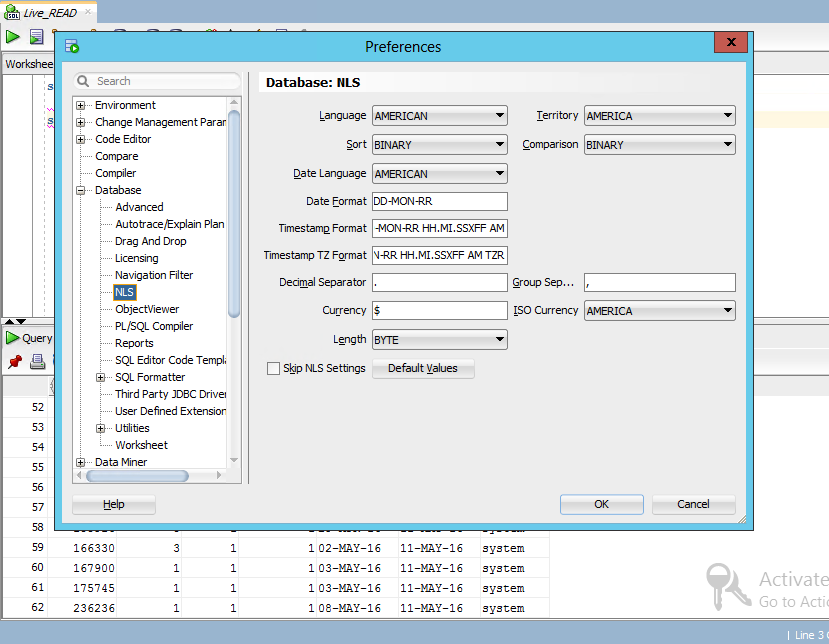 SQL Live_READ
Preferences
Workshee
Search
Database: NLS
Environment
Change Management Param
Code Editor
Compare
Compiler
Database
Advanced
Autotrace/Explain Plan
Drag And Drop
Licensing
Navigation Filter
NLS
ObjectViewer
PL/SQL Compiler
Reports
SQL Editor Code Templa
SQL Formatter
Third Party JDBC Driver
User Defined Extension
Utilities
Worksheet
Data Miner
Language AMERICAN Territory AMERICA
Sort BINARY Comparison BINARY
Date Language AMERICAN
Date Format DD-MON-RR
Timestamp Format -MON-RR HH.MI.SSXFF AM
Timestamp TZ Format N-RR HH.MI.SSXFF AM TZR
Decimal Separator . Group Sep... ,
Currency $ ISO Currency AMERICA
Length BYTE
Skip NLS Settings Default Values
Help OK Cancel
Query
52
53
54
55
56
57
58
59 166330 3 1 1 02-MAY-16 11-MAY-16 system
60 167900 1 1 1 03-MAY-16 11-MAY-16 system
61 175745 1 1 1 03-MAY-16 11-MAY-16 system
62 236236 1 1 1 08-MAY-16 11-MAY-16 system
Activate
Go to Actio
Line 3